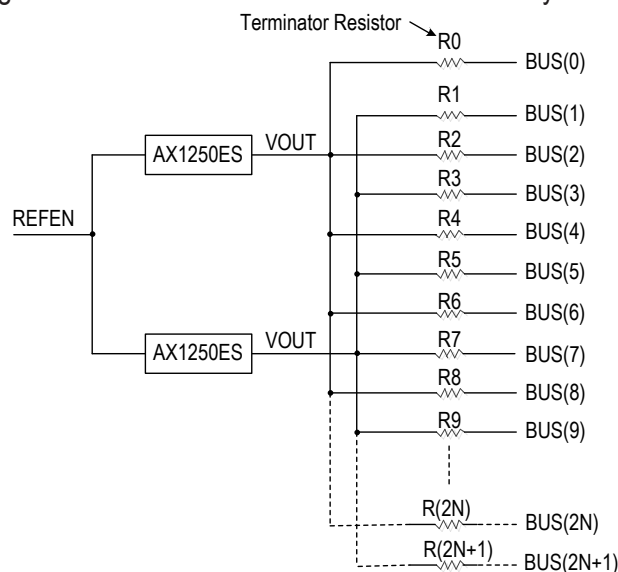 Terminator Resistor
R0
BUS(0)
R1
BUS(1)
AX1250ES
VOUT
R2
BUS(2)
R3
BUS(3)
REFEN
R4
BUS(4)
R5
BUS(5)
R6
BUS(6)
AX1250ES
VOUT
R7
BUS(7)
R8
BUS(8)
R9
BUS(9)
R(2N)
BUS(2N)
R(2N+1)
BUS(2N+1)